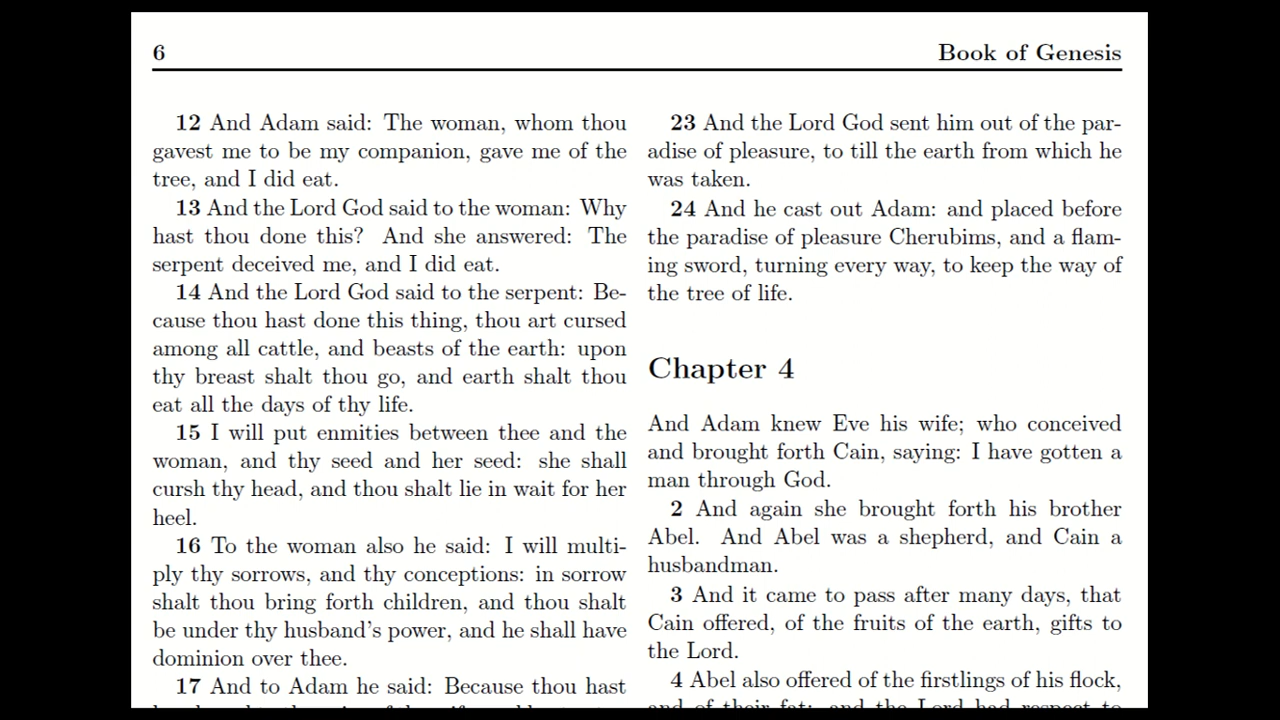 6
Book of Genesis
12 And Adam said: The woman, whom thou
gavest me to be my companion, gave me of the
tree, and I did eat.
13 And the Lord God said to the woman: Why
hast thou done this? And she answered: The
serpent deceived me, and I did eat.
14 And the Lord God said to the serpent: Be-
cause thou hast done this thing, thou art cursed
among all cattle, and beasts of the earth: upon
thy breast shalt thou go, and earth shalt thou
eat all the days of thy life.
15 I will put enmities between thee and the
woman, and thy seed and her seed: she shall
cursh thy head, and thou shalt lie in wait for her
heel.
16 To the woman also he said: I will multi-
ply thy sorrows, and thy conceptions: in sorrow
shalt thou bring forth children, and thou shalt
be under thy husband's power, and he shall have
dominion over thee.
17 And to Adam he said: Because thou hast
23 And the Lord God sent him out of the par-
adise of pleasure, to till the earth from which he
was taken.
24 And he cast out Adam: and placed before
the paradise of pleasure Cherubims, and a flam-
ing sword, turning every way, to keep the way of
the tree of life.
Chapter 4
And Adam knew Eve his wife; who conceived
and brought forth Cain, saying: I have gotten a
man through God.
2 And again she brought forth his brother
Abel. And Abel was a shepherd, and Cain a
husbandman.
3 And it came to pass after many days, that
Cain offered, of the fruits of the earth, gifts to
the Lord.
4 Abel also offered of the firstlings of his flock,
and of their fat: and the Lord had respect to